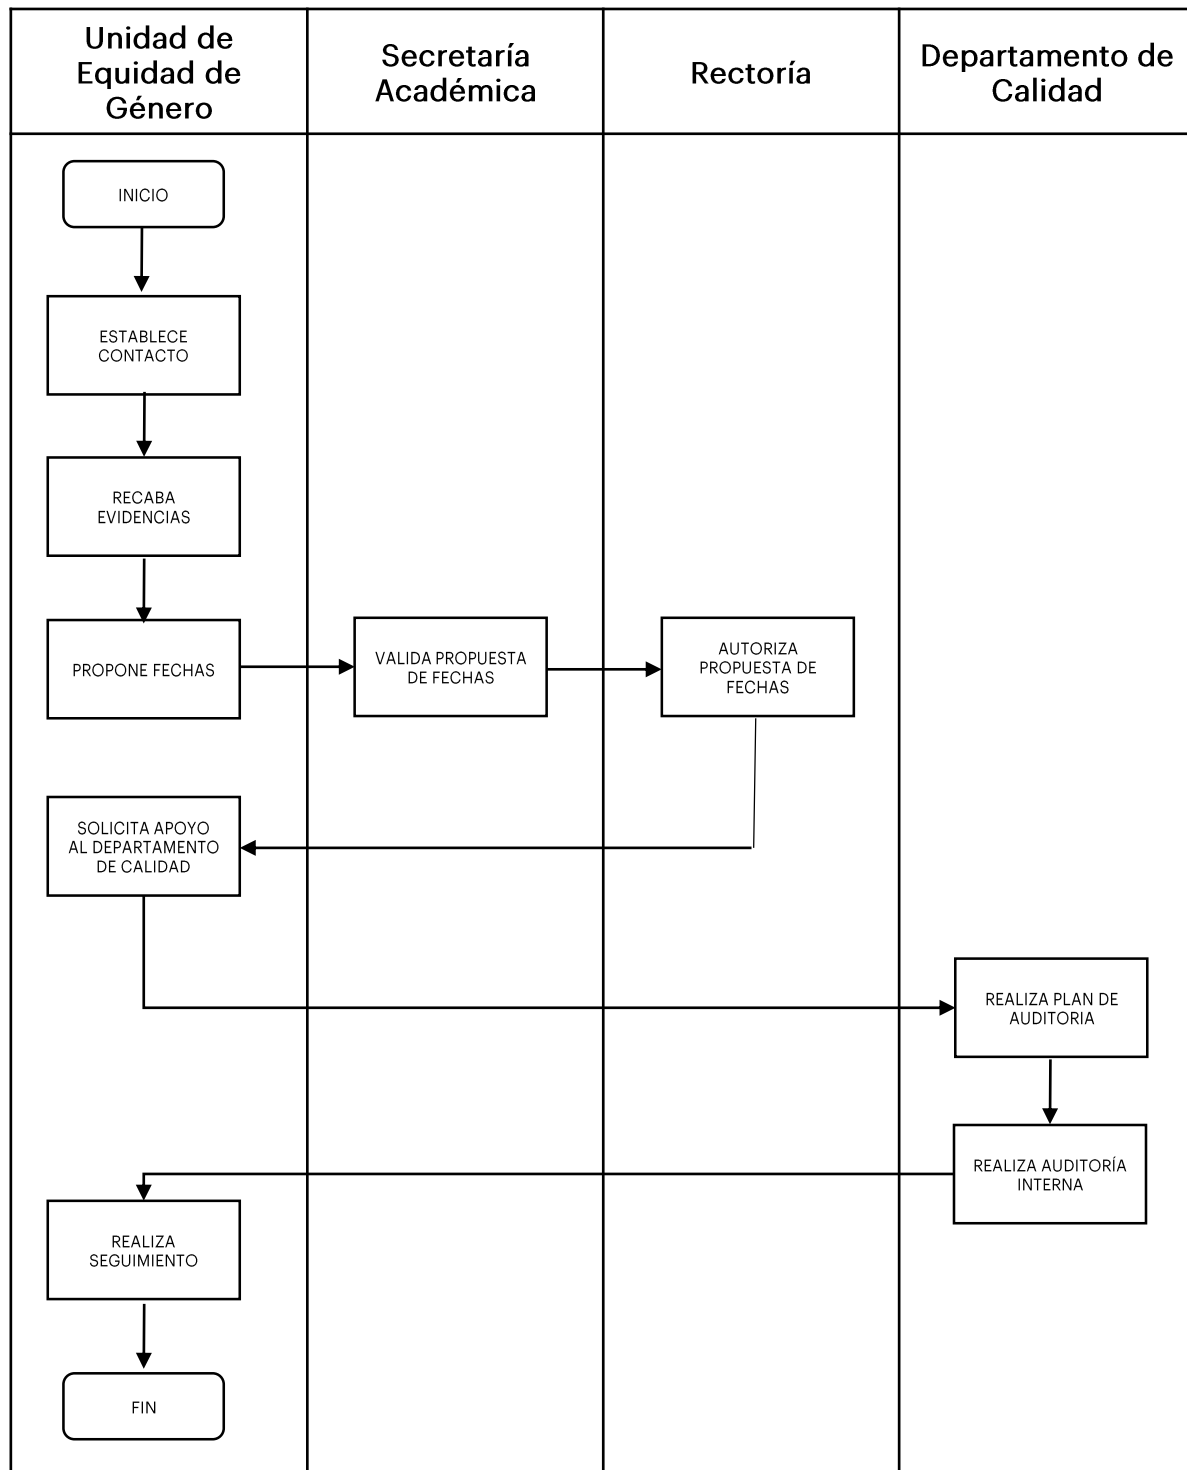 Unidad de
Equidad de
Género
Secretaría
Académica
Rectoría
Departamento de
Calidad
INICIO
ESTABLECE
CONTACTO
RECABA
EVIDENCIAS
PROPONE FECHAS
VALIDA PROPUESTA
DE FECHAS
AUTORIZA
PROPUESTA DE
FECHAS
SOLICITA APOYO
AL DEPARTAMENTO
DE CALIDAD
REALIZA PLAN DE
AUDITORIA
REALIZA AUDITORÍA
INTERNA
REALIZA
SEGUIMIENTO
FIN